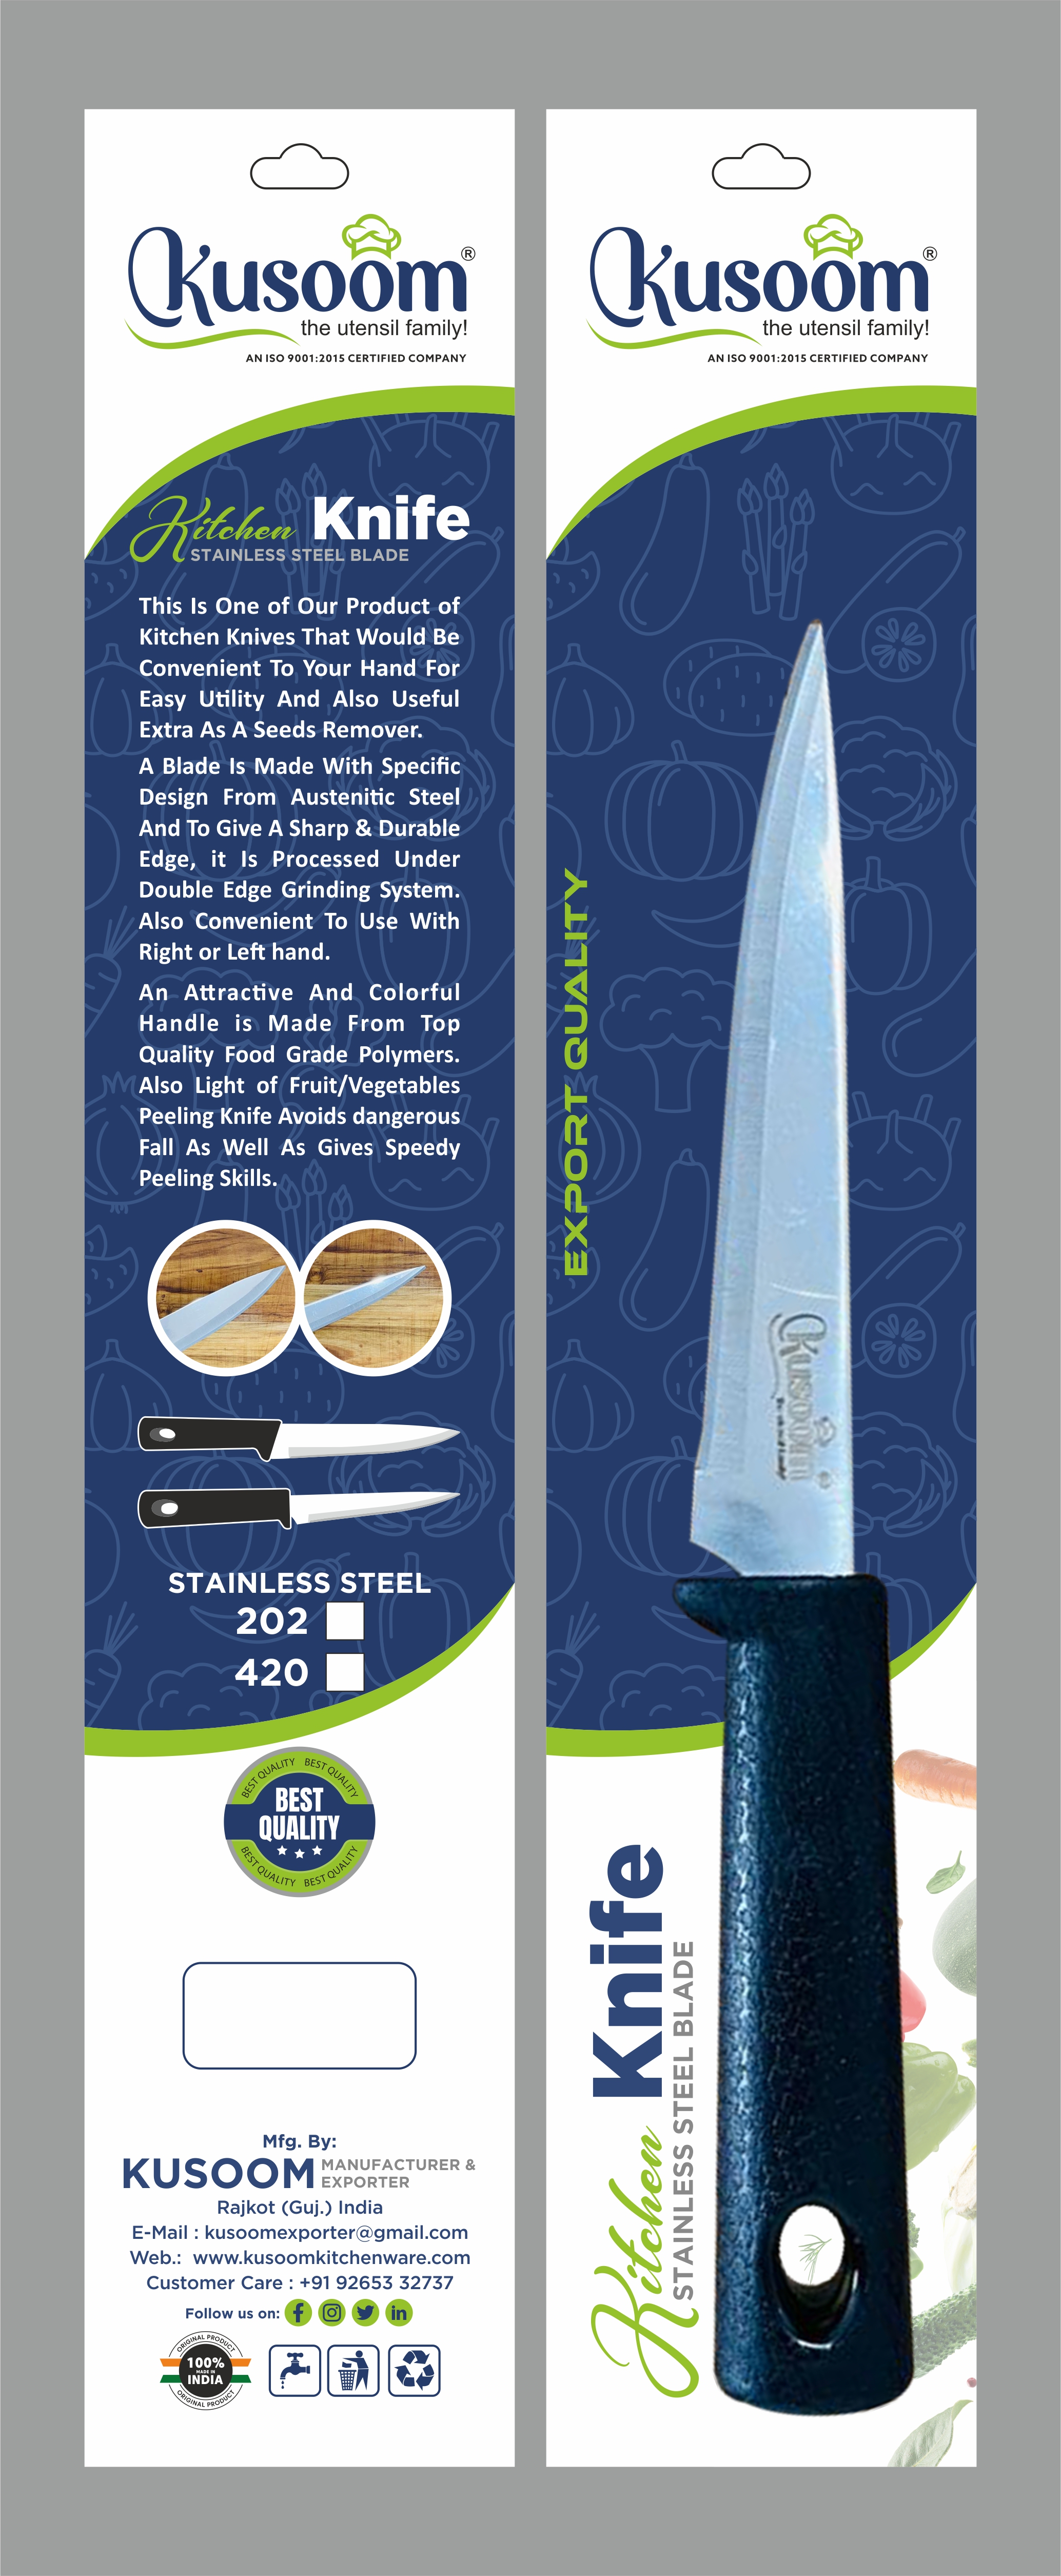 Kusoom®
the utensil family!
AN ISO 9001:2015 CERTIFIED COMPANY
Kitchen Knife
STAINLESS STEEL BLADE
This Is One of Our Product of
Kitchen Knives That Would Be
Convenient To Your Hand For
Easy Utility And Also Useful
Extra As A Seeds Remover.
A Blade Is Made With Specific
Design From Austenitic Steel
And To Give A Sharp & Durable
Edge, it Is Processed Under
Double Edge Grinding System.
Also Convenient To Use With
Right or Left hand.
An Attractive And Colorful
Handle is Made From Top
Quality Food Grade Polymers.
Also Light of Fruit/Vegetables
Peeling Knife Avoids dangerous
Fall As Well As Gives Speedy
Peeling Skills.
STAINLESS STEEL
202
420
BEST QUALITY BEST QUALITY
BEST
QUALITY
BEST QUALITY BEST QUALITY
Mfg. By:
KUSOOM MANUFACTURER &
EXPORTER
Rajkot (Guj.) India
E-Mail : kusoomexporter@gmail.com
Web.: www.kusoomkitchenware.com
Customer Care : +91 92653 32737
Follow us on:
ORIGINAL PRODUCT
100%
MADE IN
INDIA
ORIGINAL PRODUCT
Kusoom®
the utensil family!
AN ISO 9001:2015 CERTIFIED COMPANY
EXPORT QUALITY
Kusoom®
Kitchen Knife
STAINLESS STEEL BLADE